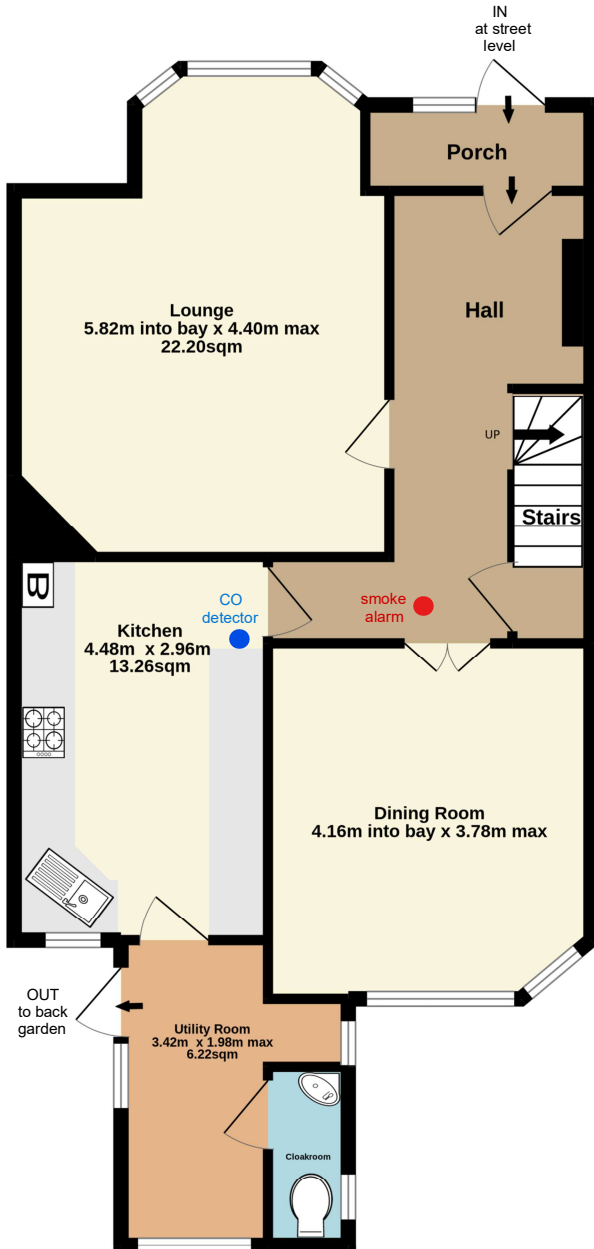 IN
at street
level
Porch
Lounge
5.82m into bay x 4.40m max
22.20sqm
Hall
UP
Stairs
B
CO
detector
smoke
alarm
Kitchen
4.48m x 2.96m
13.26sqm
Dining Room
4.16m into bay x 3.78m max
OUT
to back
garden
Utility Room
3.42m x 1.98m max
6.22sqm
Cloakroom